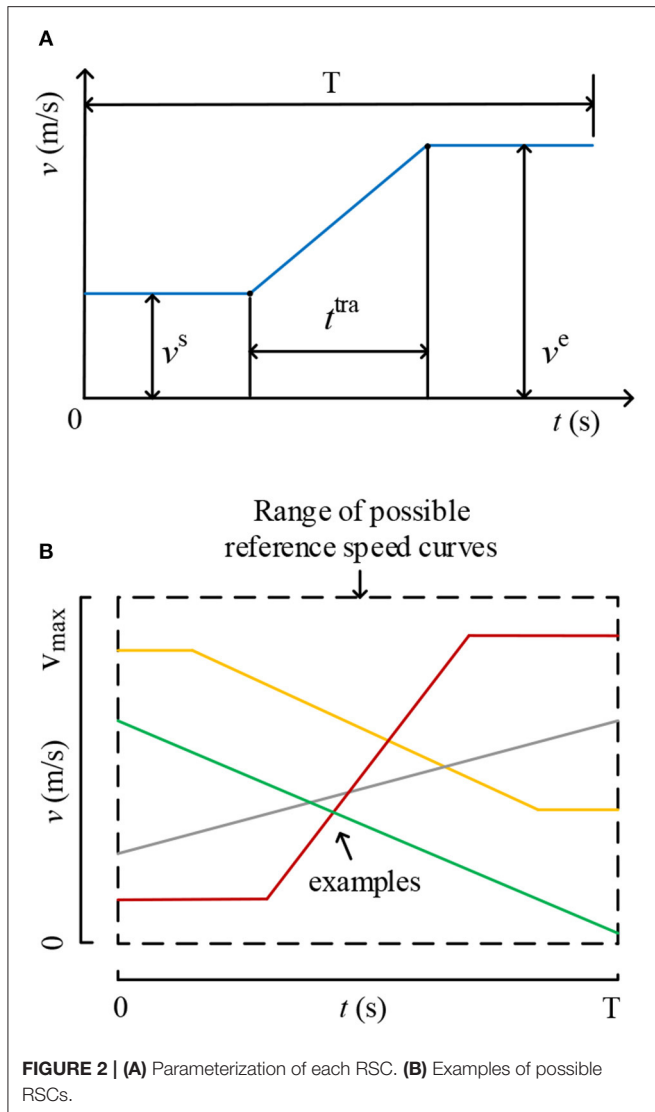 A
T
v (m/s)
t^tra
v^s
v^e
0
t (s)
Range of possible
reference speed curves
B
v_max
v (m/s)
examples
0
0
t (s)
T
FIGURE 2 | (A) Parameterization of each RSC. (B) Examples of possible
RSCs.